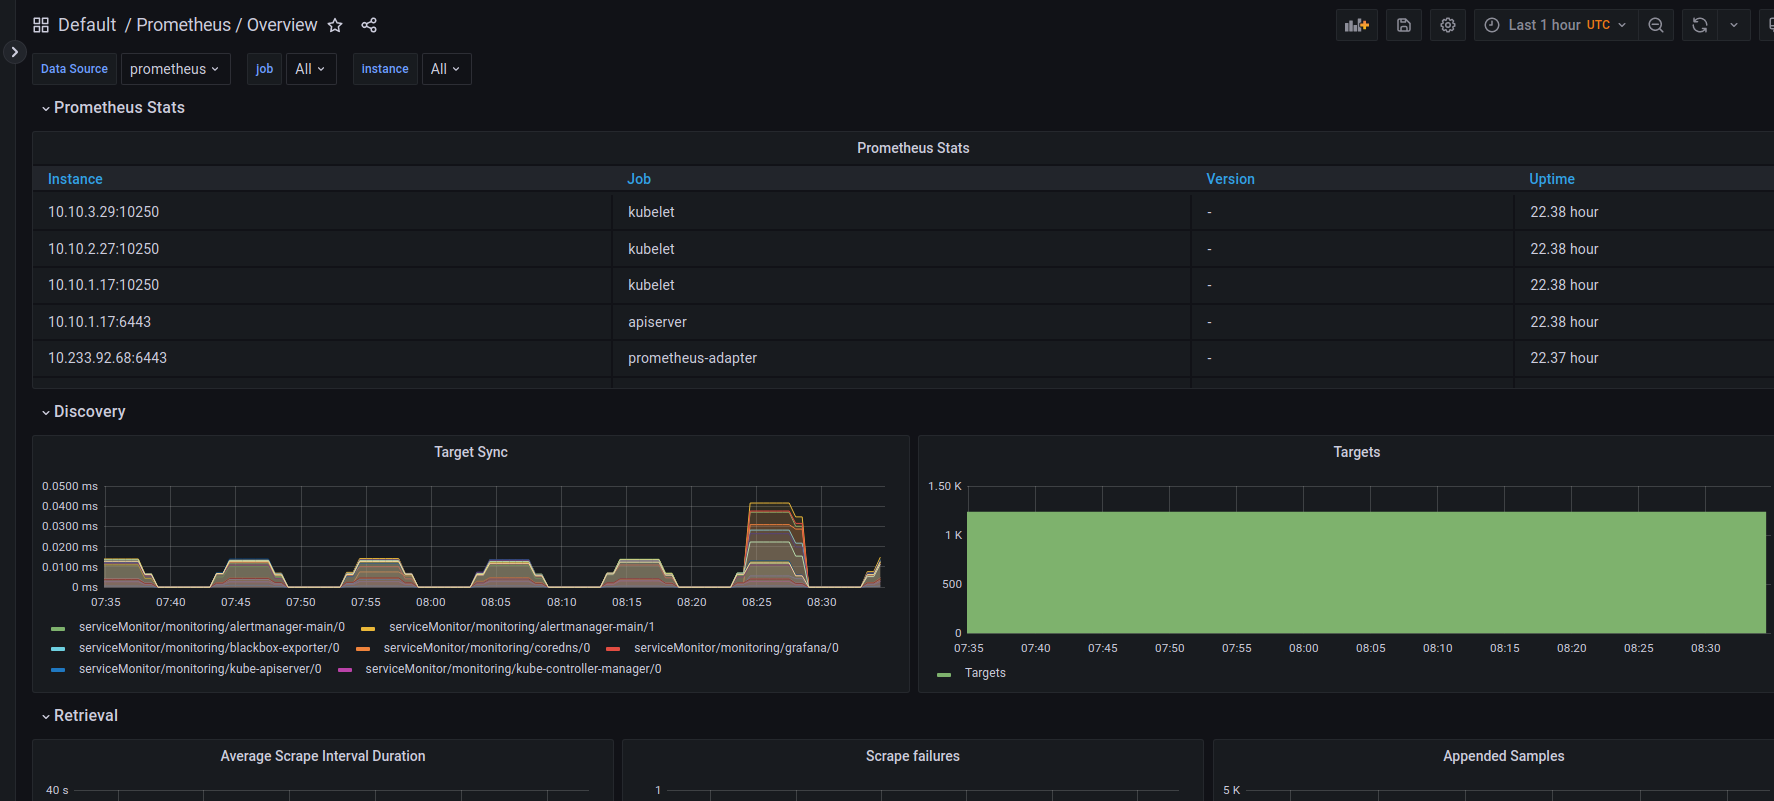 Default / Prometheus / Overview
Last 1 hour UTC
Data Source prometheus job All instance All
Prometheus Stats
Prometheus Stats
Instance Job Version Uptime
10.10.3.29:10250 kubelet - 22.38 hour
10.10.2.27:10250 kubelet - 22.38 hour
10.10.1.17:10250 kubelet - 22.38 hour
10.10.1.17:6443 apiserver - 22.38 hour
10.233.92.68:6443 prometheus-adapter - 22.37 hour
Discovery
Target Sync
0.0500 ms
0.0400 ms
0.0300 ms
0.0200 ms
0.0100 ms
0 ms
07:35 07:40 07:45 07:50 07:55 08:00 08:05 08:10 08:15 08:20 08:25 08:30
serviceMonitor/monitoring/alertmanager-main/0 serviceMonitor/monitoring/alertmanager-main/1
serviceMonitor/monitoring/blackbox-exporter/0 serviceMonitor/monitoring/coredns/0 serviceMonitor/monitoring/grafana/0
serviceMonitor/monitoring/kube-apiserver/0 serviceMonitor/monitoring/kube-controller-manager/0
Targets
1.50 K
1 K
500
0
07:35 07:40 07:45 07:50 07:55 08:00 08:05 08:10 08:15 08:20 08:25 08:30
Targets
Retrieval
Average Scrape Interval Duration
40 s
Scrape failures
1
Appended Samples
5 K